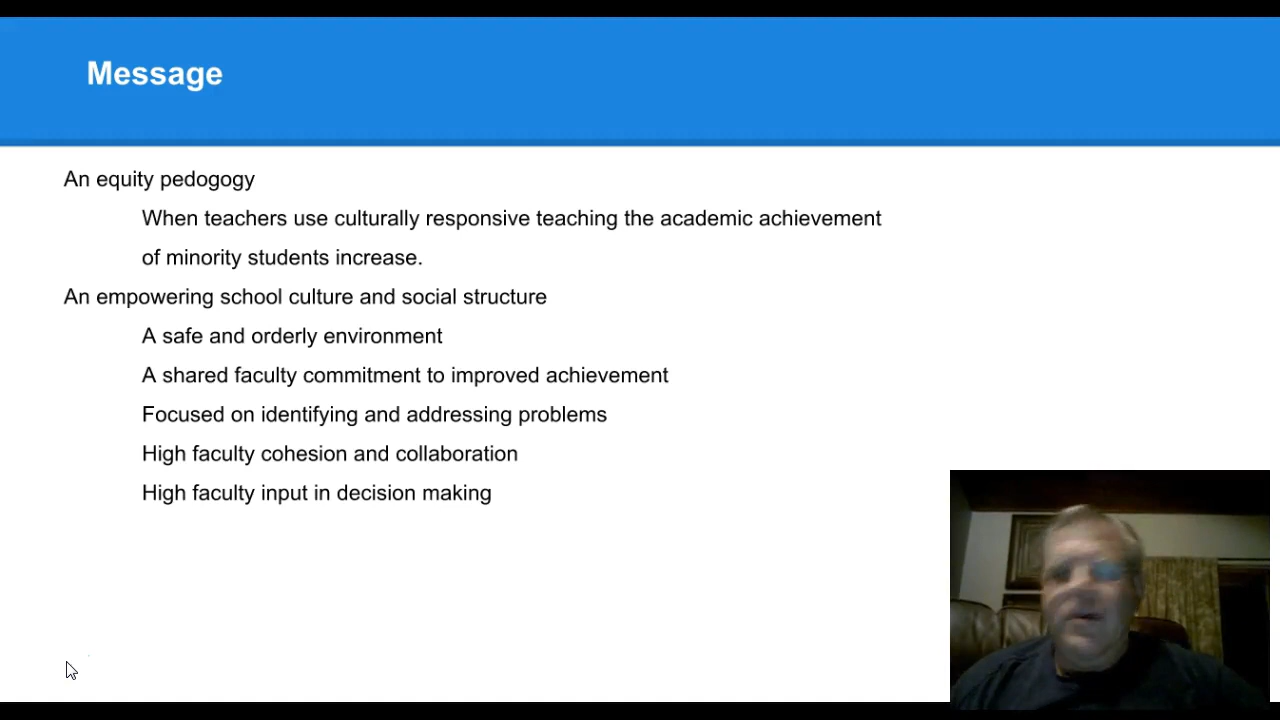 Message
An equity pedogogy
When teachers use culturally responsive teaching the academic achievement
of minority students increase.
An empowering school culture and social structure
A safe and orderly environment
A shared faculty commitment to improved achievement
Focused on identifying and addressing problems
High faculty cohesion and collaboration
High faculty input in decision making